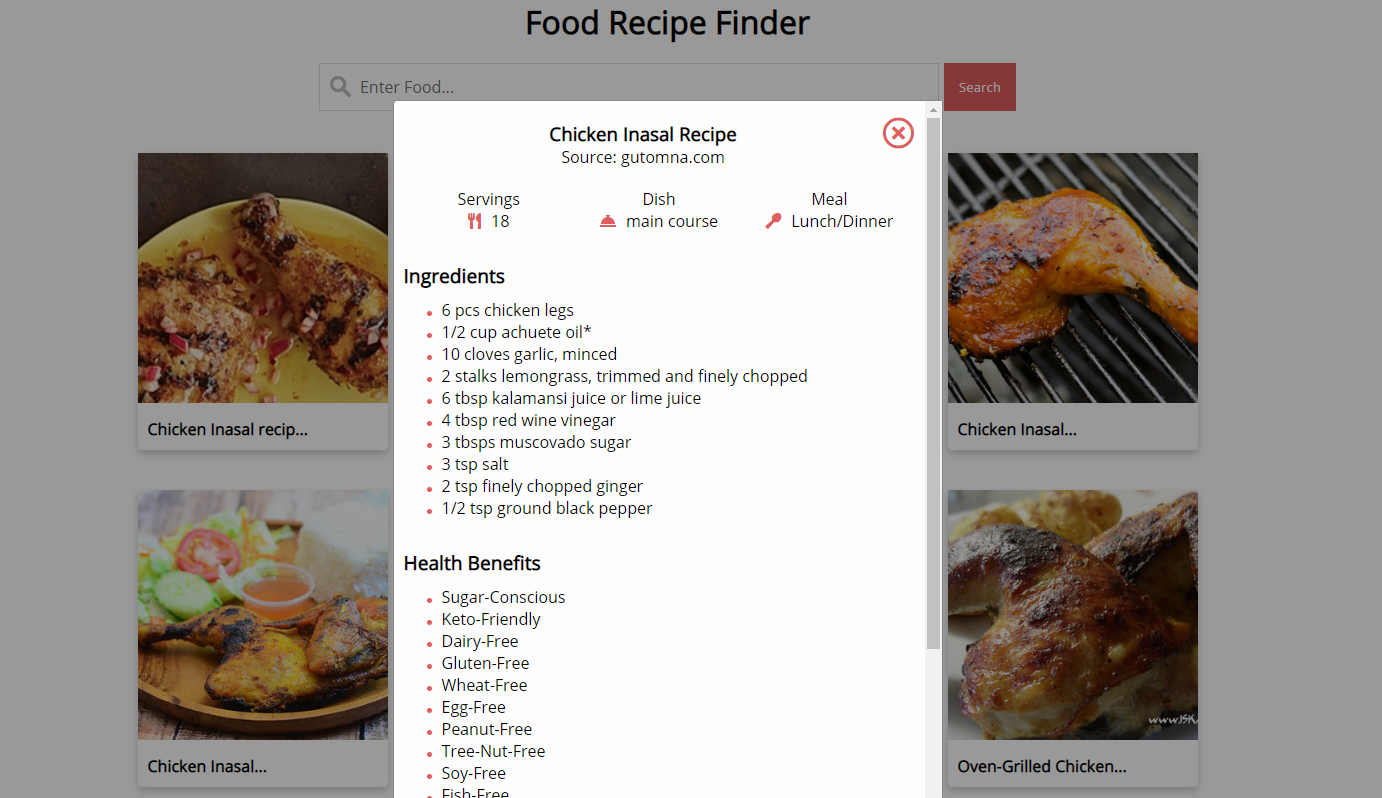 Food Recipe Finder
Enter Food...
Search
Chicken Inasal Recipe
Source: gutomna.com
Servings
18
Dish
main course
Meal
Lunch/Dinner
Ingredients
6 pcs chicken legs
1/2 cup achuete oil*
10 cloves garlic, minced
2 stalks lemongrass, trimmed and finely chopped
6 tbsp kalamansi juice or lime juice
4 tbsp red wine vinegar
3 tbsps muscovado sugar
3 tsp salt
2 tsp finely chopped ginger
1/2 tsp ground black pepper
Health Benefits
Sugar-Conscious
Keto-Friendly
Dairy-Free
Gluten-Free
Wheat-Free
Egg-Free
Peanut-Free
Tree-Nut-Free
Soy-Free
Fish-Free
Chicken Inasal recip...
Chicken Inasal...
Chicken Inasal...
www.JSK
Oven-Grilled Chicken...